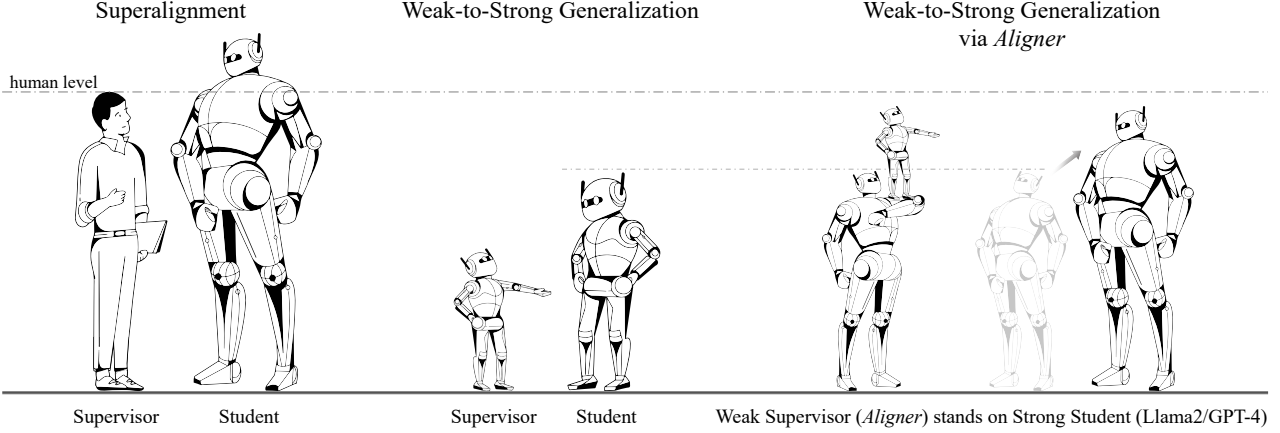 Superalignment
Weak-to-Strong Generalization
Weak-to-Strong Generalization
via Aligner
human level
Supervisor
Student
Supervisor
Student
Weak Supervisor (Aligner) stands on Strong Student (Llama2/GPT-4)